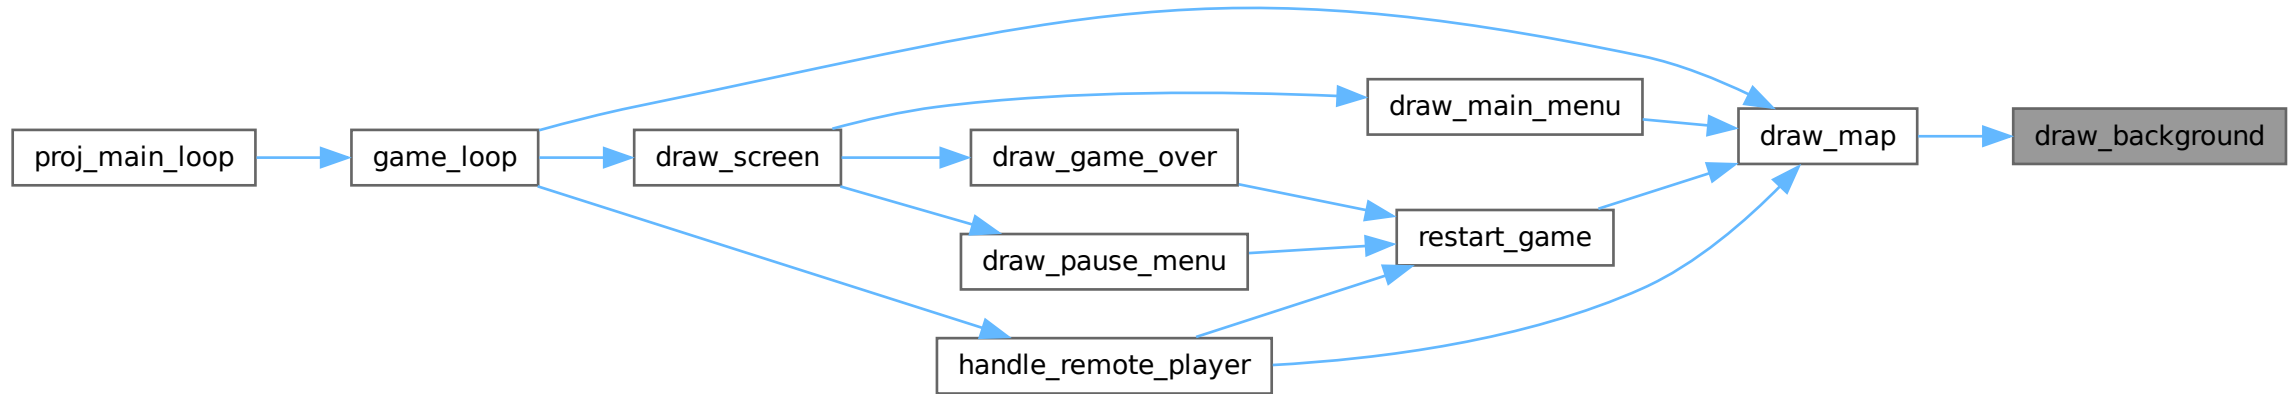 proj_main_loop
game_loop
draw_screen
draw_game_over
draw_pause_menu
handle_remote_player
draw_main_menu
restart_game
draw_map
draw_background